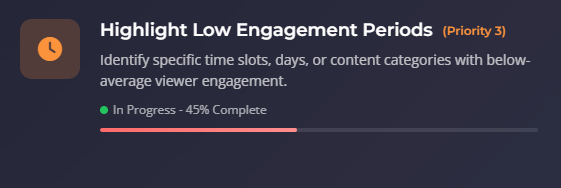 Highlight Low Engagement Periods (Priority 3)
Identify specific time slots, days, or content categories with below-
average viewer engagement.
In Progress - 45% Complete